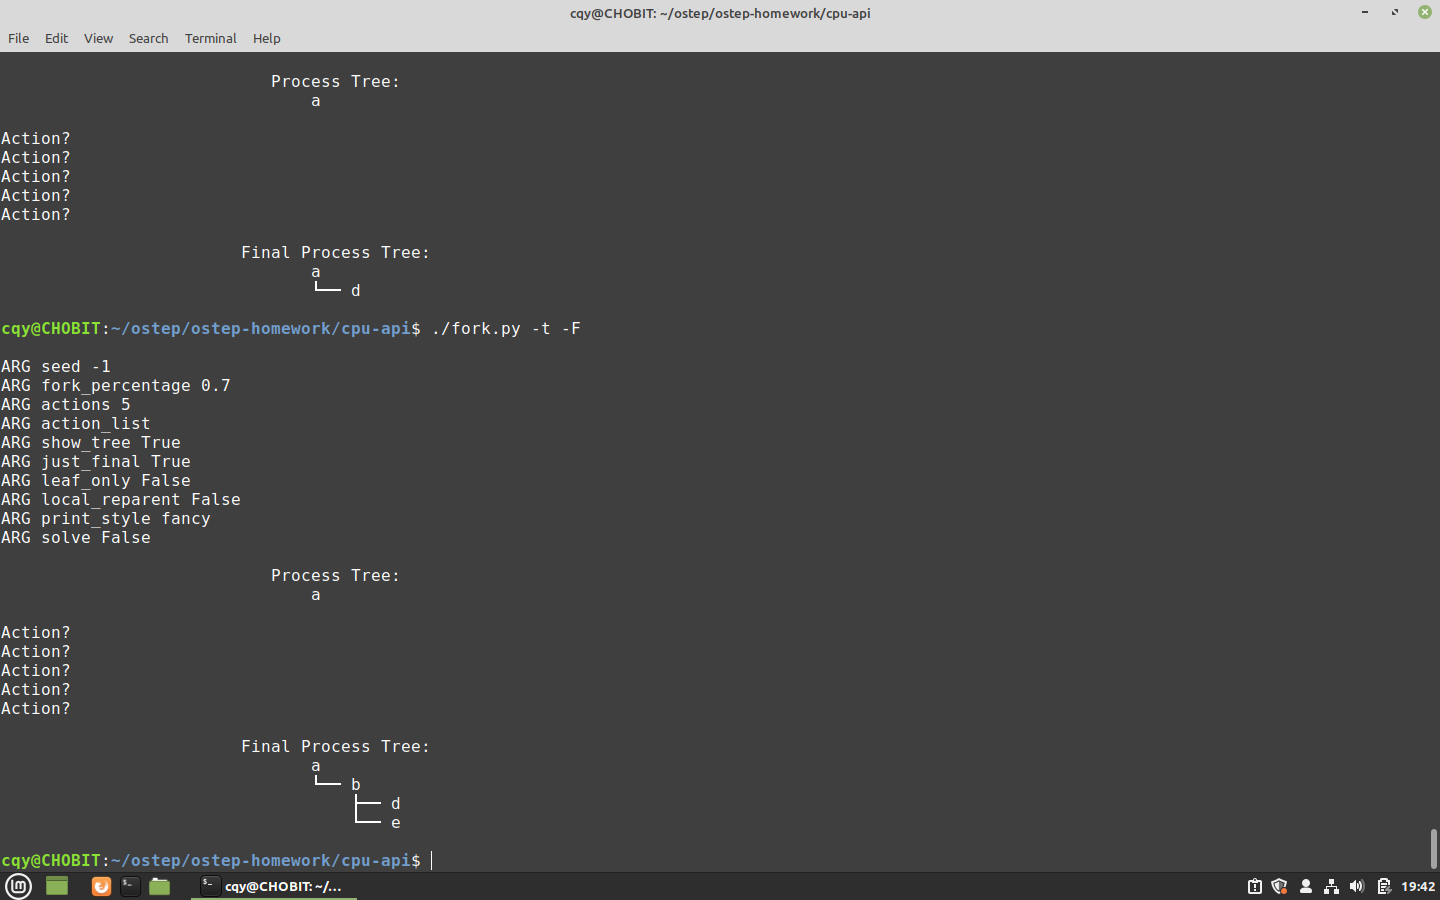 cqy@CHOBIT: ~/ostep/ostep-homework/cpu-api
File Edit View Search Terminal Help
Process Tree:
a
Action?
Action?
Action?
Action?
Action?
Final Process Tree:
a
└── d
cqy@CHOBIT:~/ostep/ostep-homework/cpu-api$ ./fork.py -t -F
ARG seed -1
ARG fork_percentage 0.7
ARG actions 5
ARG action_list
ARG show_tree True
ARG just_final True
ARG leaf_only False
ARG local_reparent False
ARG print_style fancy
ARG solve False
Process Tree:
a
Action?
Action?
Action?
Action?
Action?
Final Process Tree:
a
└── b
├── d
└── e
cqy@CHOBIT:~/ostep/ostep-homework/cpu-api$
cqy@CHOBIT: ~/... 19:42